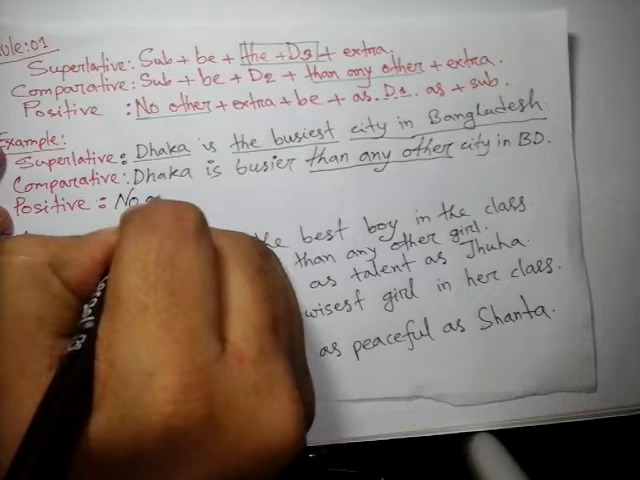 ule:01
Superlative: Sub + be + the + D3 + extra.
Comparative: Sub + be + D2 + than any other + extra.
Positive : No other + extra + be + as D1 as + sub.
Example:
Superlative: Dhaka is the busiest city in Bangladesh.
Comparative: Dhaka is busier than any other city in BD.
Positive : No
the best boy in the class.
than any other girl.
as talent as Jhuha.
wisest girl in her class.
as peaceful as Shanta.